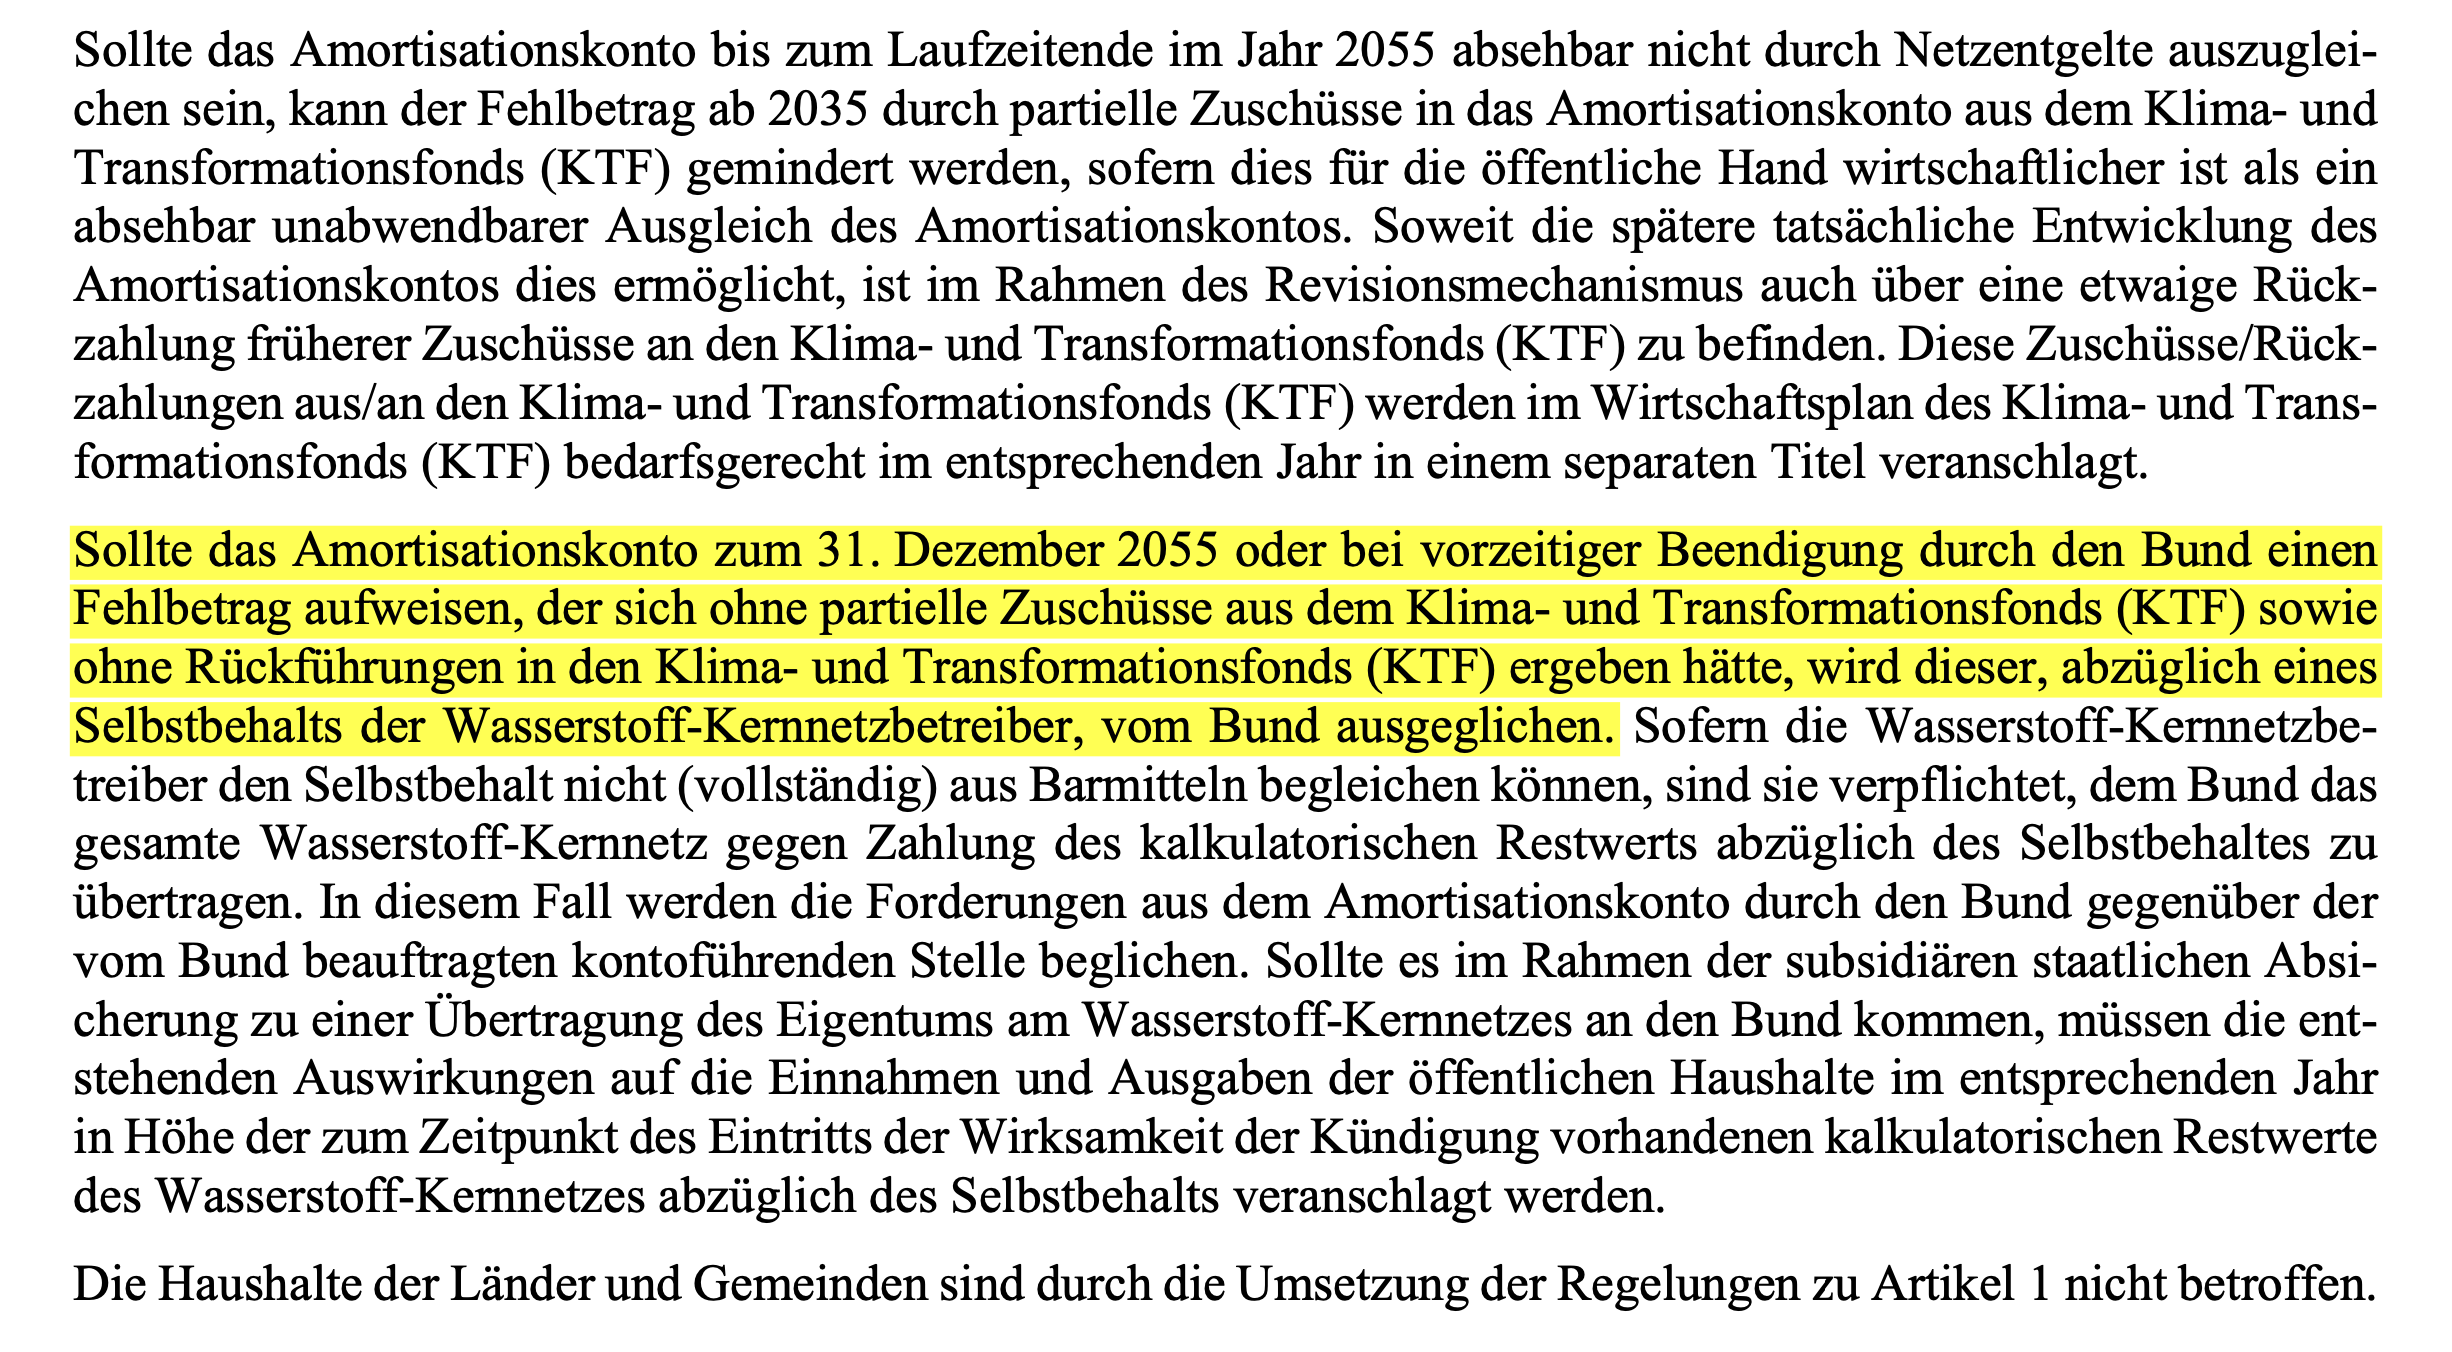 Sollte das Amortisationskonto bis zum Laufzeitende im Jahr 2055 absehbar nicht durch Netzentgelte auszuglei-
chen sein, kann der Fehlbetrag ab 2035 durch partielle Zuschüsse in das Amortisationskonto aus dem Klima- und
Transformationsfonds (KTF) gemindert werden, sofern dies für die öffentliche Hand wirtschaftlicher ist als ein
absehbar unabwendbarer Ausgleich des Amortisationskontos. Soweit die spätere tatsächliche Entwicklung des
Amortisationskontos dies ermöglicht, ist im Rahmen des Revisionsmechanismus auch über eine etwaige Rück-
zahlung früherer Zuschüsse an den Klima- und Transformationsfonds (KTF) zu befinden. Diese Zuschüsse/Rück-
zahlungen aus/an den Klima- und Transformationsfonds (KTF) werden im Wirtschaftsplan des Klima- und Trans-
formationsfonds (KTF) bedarfsgerecht im entsprechenden Jahr in einem separaten Titel veranschlagt.
Sollte das Amortisationskonto zum 31. Dezember 2055 oder bei vorzeitiger Beendigung durch den Bund einen
Fehlbetrag aufweisen, der sich ohne partielle Zuschüsse aus dem Klima- und Transformationsfonds (KTF) sowie
ohne Rückführungen in den Klima- und Transformationsfonds (KTF) ergeben hätte, wird dieser, abzüglich eines
Selbstbehalts der Wasserstoff-Kernnetzbetreiber, vom Bund ausgeglichen. Sofern die Wasserstoff-Kernnetzbe-
treiber den Selbstbehalt nicht (vollständig) aus Barmitteln begleichen können, sind sie verpflichtet, dem Bund das
gesamte Wasserstoff-Kernnetz gegen Zahlung des kalkulatorischen Restwerts abzüglich des Selbstbehaltes zu
übertragen. In diesem Fall werden die Forderungen aus dem Amortisationskonto durch den Bund gegenüber der
vom Bund beauftragten kontoführenden Stelle beglichen. Sollte es im Rahmen der subsidiären staatlichen Absi-
cherung zu einer Übertragung des Eigentums am Wasserstoff-Kernnetzes an den Bund kommen, müssen die ent-
stehenden Auswirkungen auf die Einnahmen und Ausgaben der öffentlichen Haushalte im entsprechenden Jahr
in Höhe der zum Zeitpunkt des Eintritts der Wirksamkeit der Kündigung vorhandenen kalkulatorischen Restwerte
des Wasserstoff-Kernnetzes abzüglich des Selbstbehalts veranschlagt werden.
Die Haushalte der Länder und Gemeinden sind durch die Umsetzung der Regelungen zu Artikel 1 nicht betroffen.